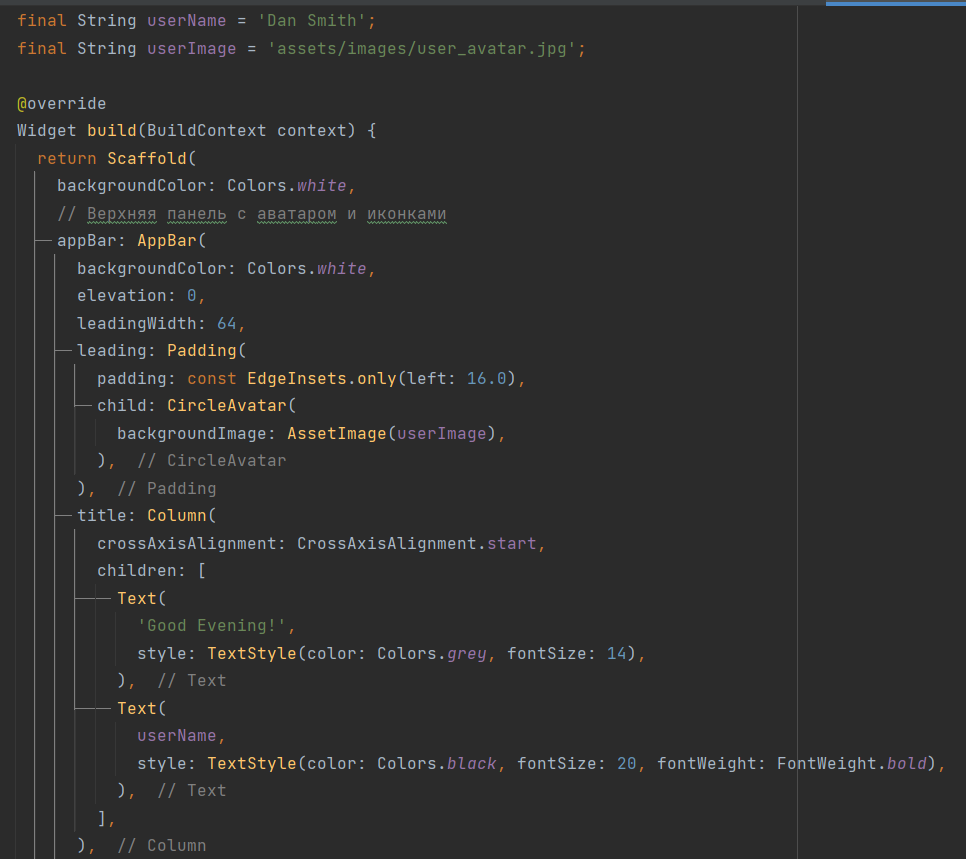 final String userName = 'Dan Smith';
final String userImage = 'assets/images/user_avatar.jpg';
@override
Widget build(BuildContext context) {
return Scaffold(
backgroundColor: Colors.white,
// Верхняя панель с аватаром и иконками
appBar: AppBar(
backgroundColor: Colors.white,
elevation: 0,
leadingWidth: 64,
leading: Padding(
padding: const EdgeInsets.only(left: 16.0),
child: CircleAvatar(
backgroundImage: AssetImage(userImage),
), // CircleAvatar
), // Padding
title: Column(
crossAxisAlignment: CrossAxisAlignment.start,
children: [
Text(
'Good Evening!',
style: TextStyle(color: Colors.grey, fontSize: 14),
), // Text
Text(
userName,
style: TextStyle(color: Colors.black, fontSize: 20, fontWeight: FontWeight.bold),
), // Text
],
), // Column